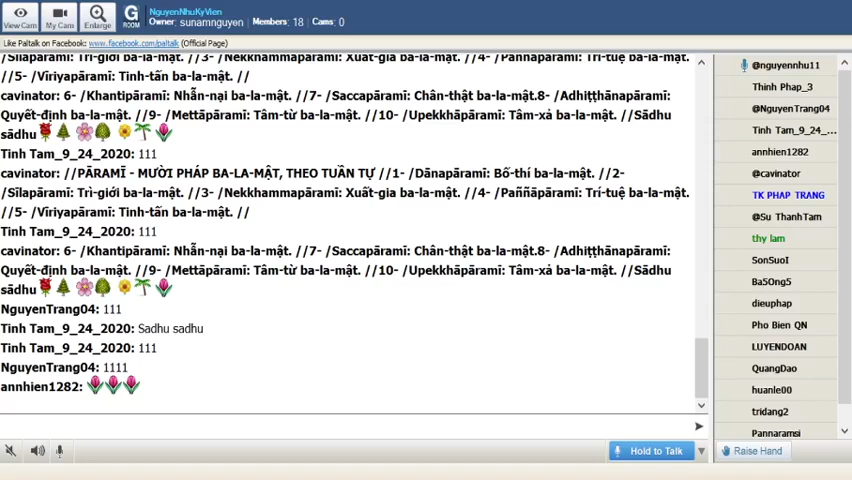 NguyenNhuKyVien
Owner: sunamnguyen Members: 18 Cams: 0
View Cam My Cam Enlarge G ROOM
Like Paltalk on Facebook: www.facebook.com/paltalk (Official Page)
/Sīlapāramī: Trì-giới ba-la-mật. //3- /Nekkhammapāramī: Xuất-gia ba-la-mật. //4- /Paññāpāramī: Trí-tuệ ba-la-mật.
//5- /Vīriyapāramī: Tinh-tấn ba-la-mật. //
cavinator: 6- /Khantipāramī: Nhẫn-nại ba-la-mật. //7- /Saccapāramī: Chân-thật ba-la-mật.8- /Adhiṭṭhānapāramī:
Quyết-định ba-la-mật. //9- /Mettāpāramī: Tâm-từ ba-la-mật. //10- /Upekkhāpāramī: Tâm-xả ba-la-mật. //Sādhu
sādhu
Tinh Tam_9_24_2020: 111
cavinator: //PĀRAMĪ - MƯỜI PHÁP BA-LA-MẬT, THEO TUẦN TỰ //1- /Dānapāramī: Bố-thí ba-la-mật. //2-
/Sīlapāramī: Trì-giới ba-la-mật. //3- /Nekkhammapāramī: Xuất-gia ba-la-mật. //4- /Paññāpāramī: Trí-tuệ ba-la-mật.
//5- /Vīriyapāramī: Tinh-tấn ba-la-mật. //
Tinh Tam_9_24_2020: 111
cavinator: 6- /Khantipāramī: Nhẫn-nại ba-la-mật. //7- /Saccapāramī: Chân-thật ba-la-mật.8- /Adhiṭṭhānapāramī:
Quyết-định ba-la-mật. //9- /Mettāpāramī: Tâm-từ ba-la-mật. //10- /Upekkhāpāramī: Tâm-xả ba-la-mật. //Sādhu
sādhu
NguyenTrang04: 111
Tinh Tam_9_24_2020: Sadhu sadhu
Tinh Tam_9_24_2020: 111
NguyenTrang04: 1111
annhien1282:
Hold to Talk
@nguyennhu11
Thinh Phap_3
@NguyenTrang04
Tinh Tam_9_24_...
annhien1282
@cavinator
TK PHAP TRANG
@Su ThanhTam
thy lam
SonSuoI
Ba5Ong5
dieuphap
Pho Bien QN
LUYENDOAN
QuangDao
huanle00
tridang2
Pannaramsi
Raise Hand